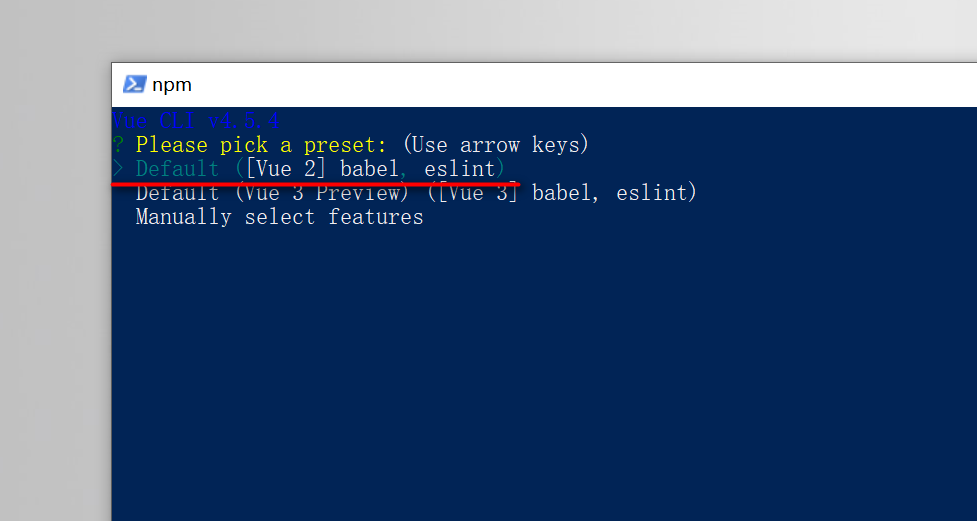 npm
Vue CLI v4.5.4
? Please pick a preset: (Use arrow keys)
> Default ([Vue 2] babel, eslint)
Default (Vue 3 Preview) ([Vue 3] babel, eslint)
Manually select features